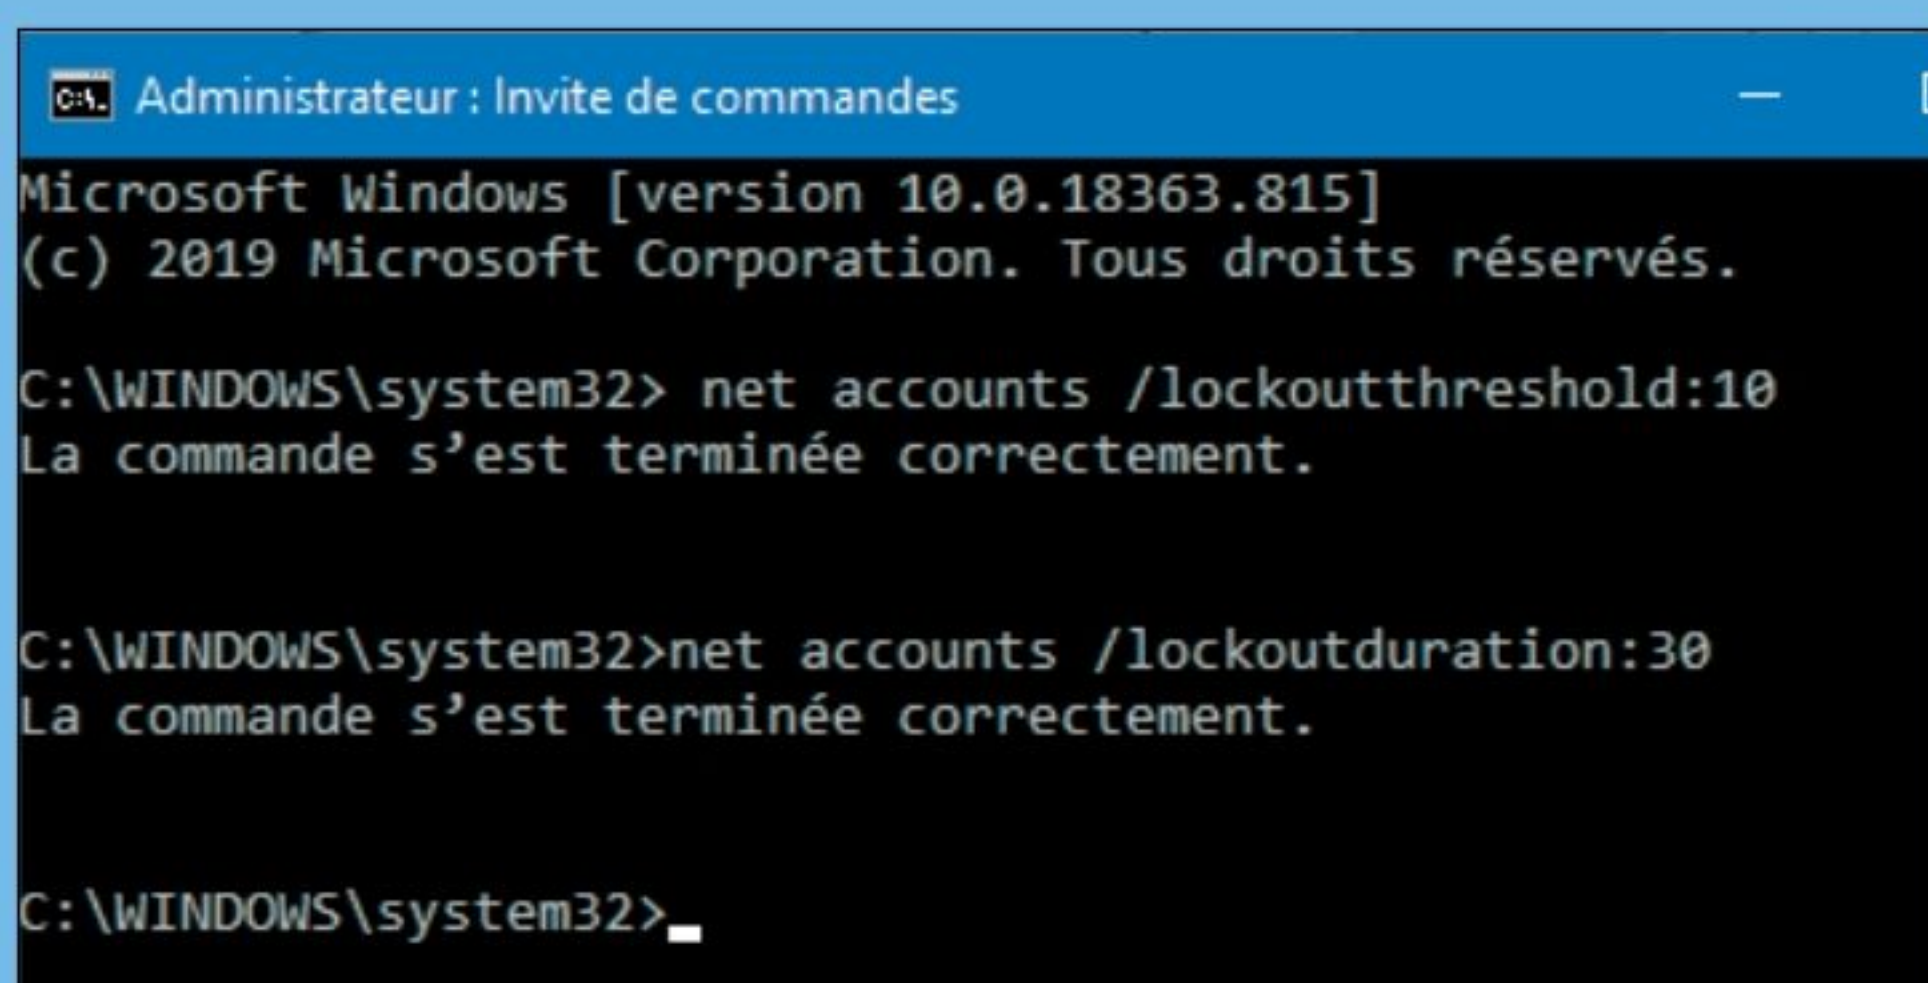 C:\.
Administrateur : Invite de commandes
Microsoft Windows [version 10.0.18363.815]
(c) 2019 Microsoft Corporation. Tous droits réservés.
C:\WINDOWS\system32> net accounts /lockoutthreshold:10
La commande s’est terminée correctement.
C:\WINDOWS\system32>net accounts /lockoutduration:30
La commande s’est terminée correctement.
C:\WINDOWS\system32>